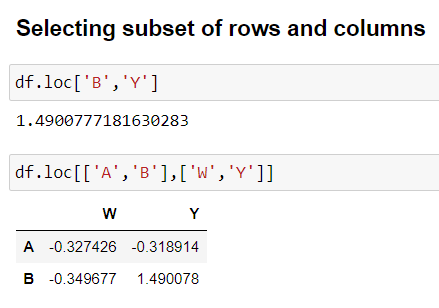 Selecting subset of rows and columns
df.loc['B','Y']
1.4900777181630283
df.loc[['A','B'],['W','Y']]
W Y
A -0.327426 -0.318914
B -0.349677 1.490078